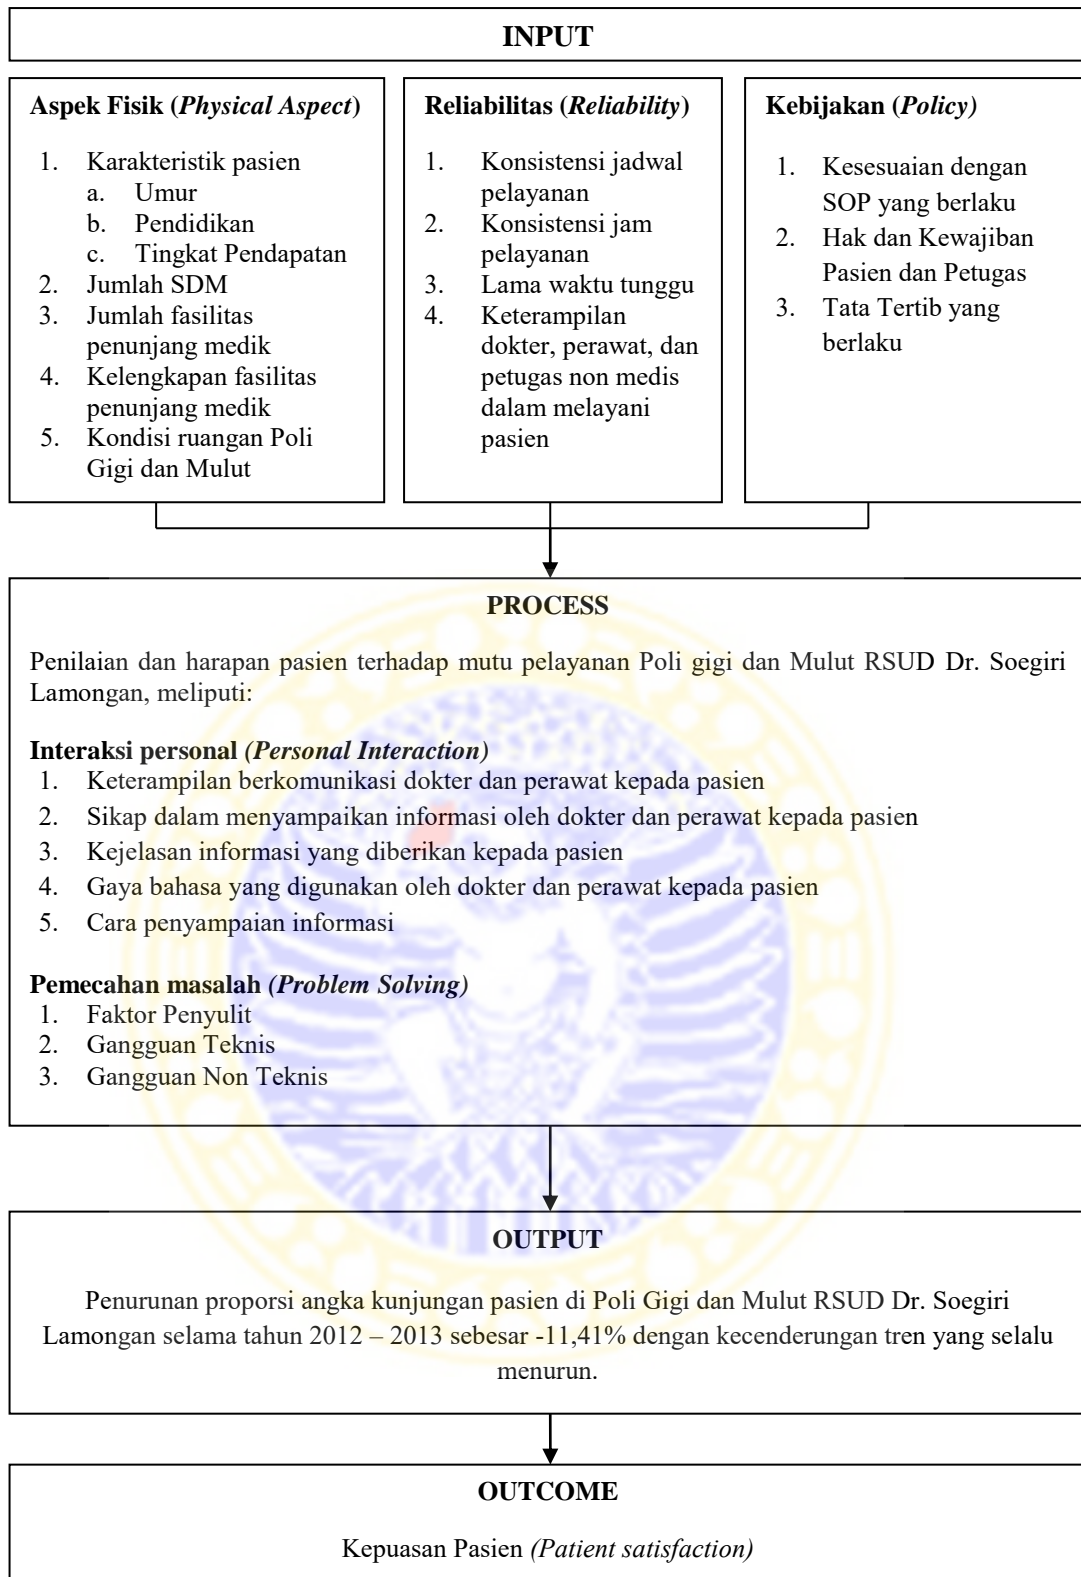 INPUT
Aspek Fisik (Physical Aspect)
1. Karakteristik pasien
a. Umur
b. Pendidikan
c. Tingkat Pendapatan
2. Jumlah SDM
3. Jumlah fasilitas
penunjang medik
4. Kelengkapan fasilitas
penunjang medik
5. Kondisi ruangan Poli
Gigi dan Mulut
Reliabilitas (Reliability)
1. Konsistensi jadwal
pelayanan
2. Konsistensi jam
pelayanan
3. Lama waktu tunggu
4. Keterampilan
dokter, perawat, dan
petugas non medis
dalam melayani
pasien
Kebijakan (Policy)
1. Kesesuaian dengan
SOP yang berlaku
2. Hak dan Kewajiban
Pasien dan Petugas
3. Tata Tertib yang
berlaku
PROCESS
Penilaian dan harapan pasien terhadap mutu pelayanan Poli gigi dan Mulut RSUD Dr. Soegiri
Lamongan, meliputi:
Interaksi personal (Personal Interaction)
1. Keterampilan berkomunikasi dokter dan perawat kepada pasien
2. Sikap dalam menyampaikan informasi oleh dokter dan perawat kepada pasien
3. Kejelasan informasi yang diberikan kepada pasien
4. Gaya bahasa yang digunakan oleh dokter dan perawat kepada pasien
5. Cara penyampaian informasi
Pemecahan masalah (Problem Solving)
1. Faktor Penyulit
2. Gangguan Teknis
3. Gangguan Non Teknis
OUTPUT
Penurunan proporsi angka kunjungan pasien di Poli Gigi dan Mulut RSUD Dr. Soegiri
Lamongan selama tahun 2012 – 2013 sebesar -11,41% dengan kecenderungan tren yang selalu
menurun.
OUTCOME
Kepuasan Pasien (Patient satisfaction)